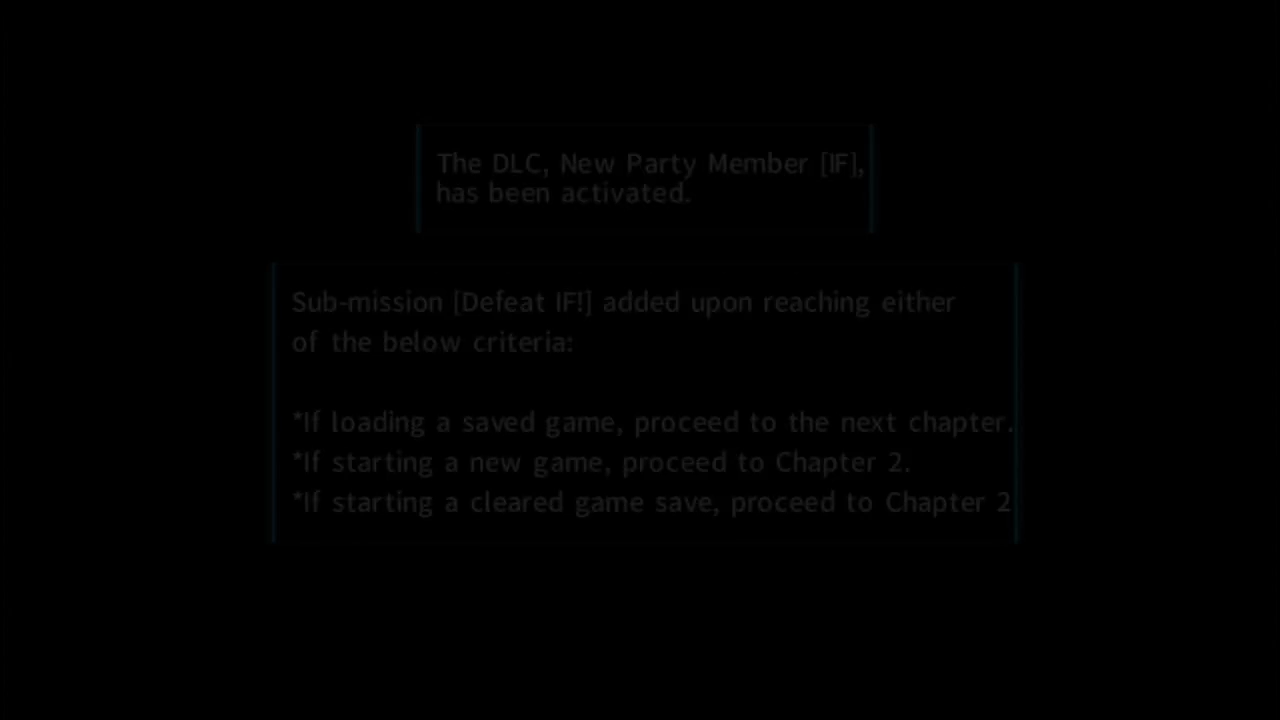 The DLC, New Party Member [IF],
has been activated.
Sub-mission [Defeat IF!] added upon reaching either
of the below criteria:
*If loading a saved game, proceed to the next chapter.
*If starting a new game, proceed to Chapter 2.
*If starting a cleared game save, proceed to Chapter 2